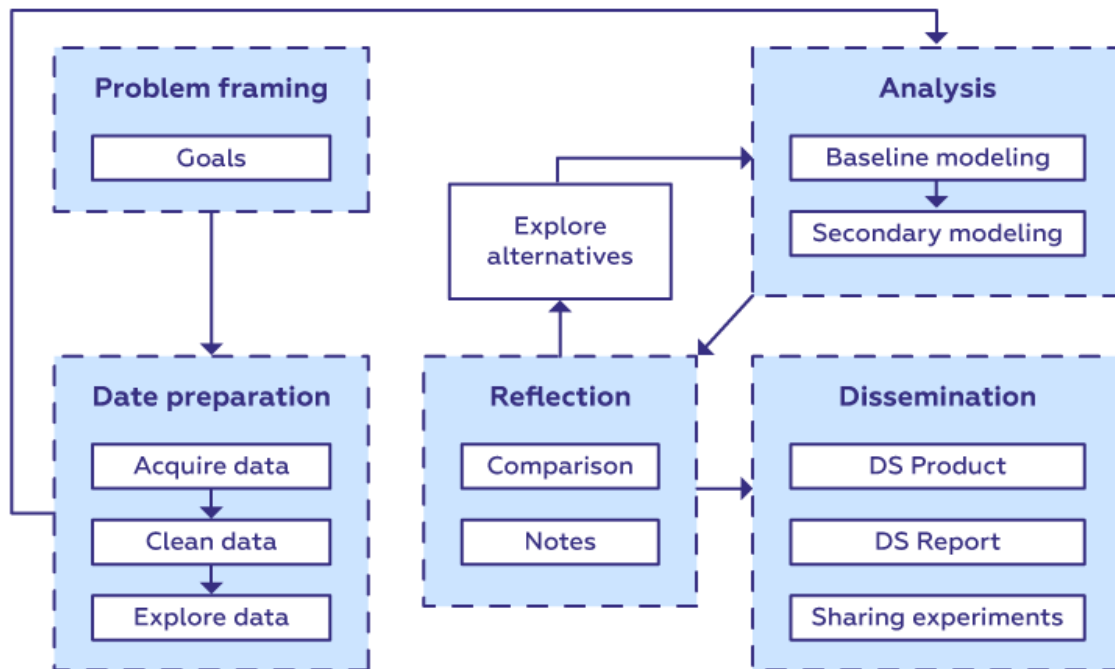 Problem framing
Goals
Date preparation
Acquire data
Clean data
Explore data
Explore
alternatives
Reflection
Comparison
Notes
Analysis
Baseline modeling
Secondary modeling
Dissemination
DS Product
DS Report
Sharing experiments